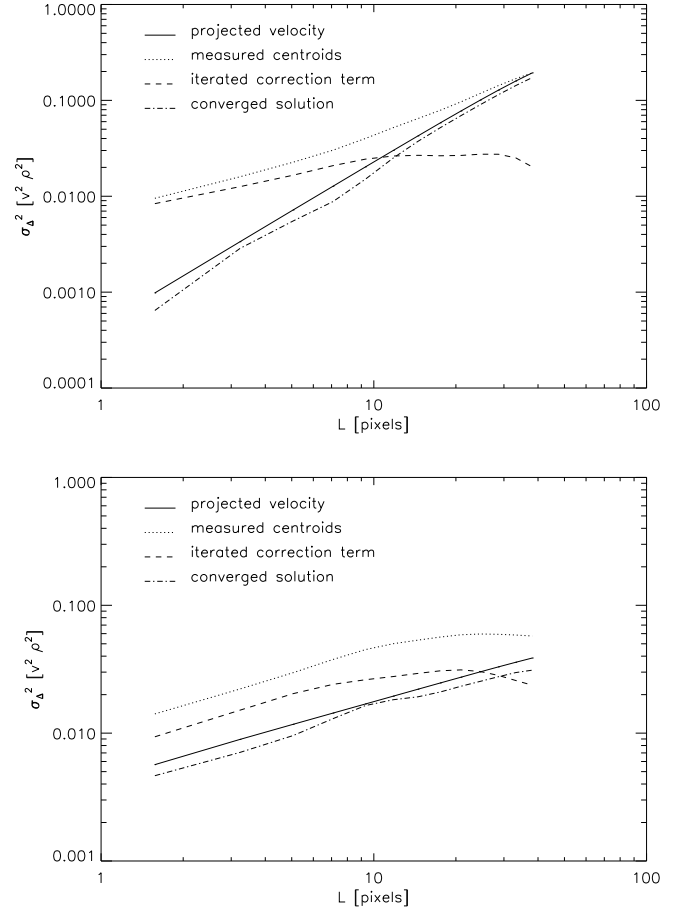 1.0000
0.1000
0.0100
0.0010
0.0001
σ_Δ² [v² ρ²]
projected velocity
measured centroids
iterated correction term
converged solution
1 10 100
L [pixels]
1.000
0.100
0.010
0.001
σ_Δ² [v² ρ²]
projected velocity
measured centroids
iterated correction term
converged solution
1 10 100
L [pixels]